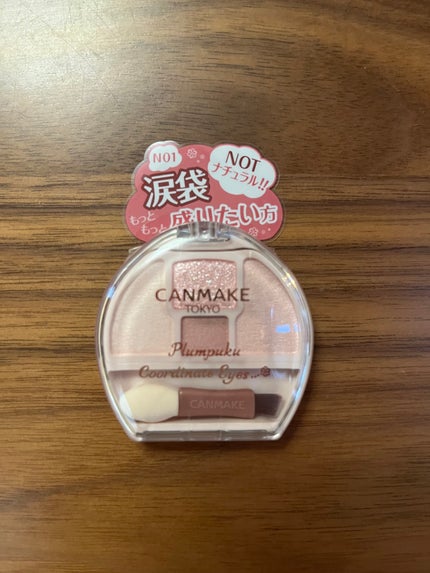 N01
NOT
ナチュラル!!
涙袋
もっと
もっと 盛りたい方
CANMAKE
TOKYO
Plumpuku
Coordinate Eyes
CANMAKE